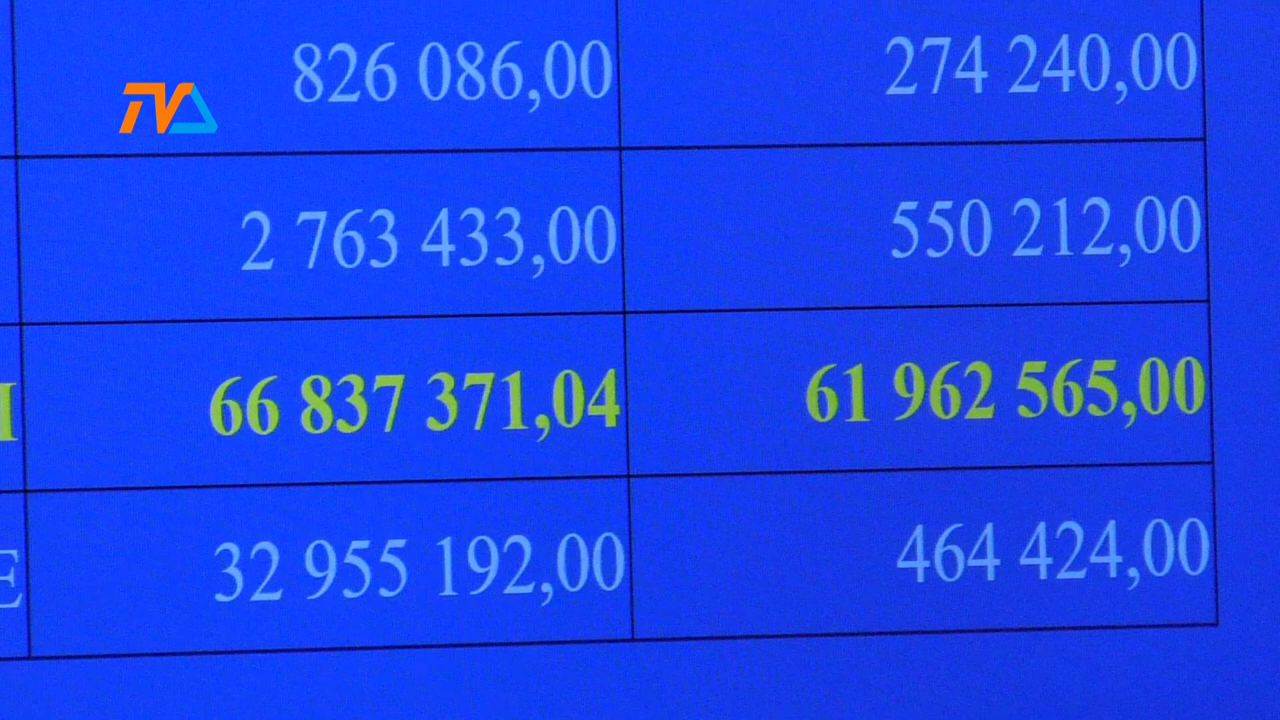 826 086,00 274 240,00
TVA
2 763 433,00 550 212,00
66 837 371,04 61 962 565,00
32 955 192,00 464 424,00